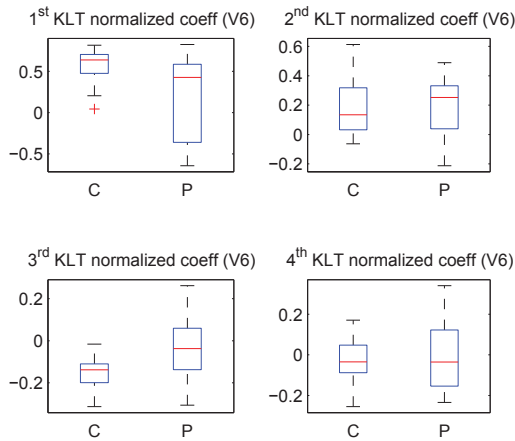 1st KLT normalized coeff (V6)
0.5
0
−0.5
C P
2nd KLT normalized coeff (V6)
0.6
0.4
0.2
0
−0.2
C P
3rd KLT normalized coeff (V6)
0.2
0
−0.2
C P
4th KLT normalized coeff (V6)
0.2
0
−0.2
C P